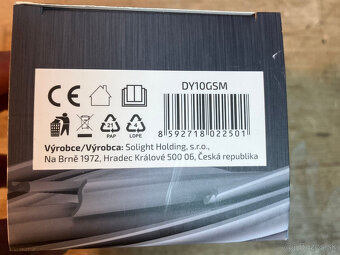 DY10GSM
CE
21
PAP
4
LDPE
8 592718 022501
Výrobce/Výrobca: Solight Holding, s.r.o.,
Na Brně 1972, Hradec Králové 500 06, Česká republika